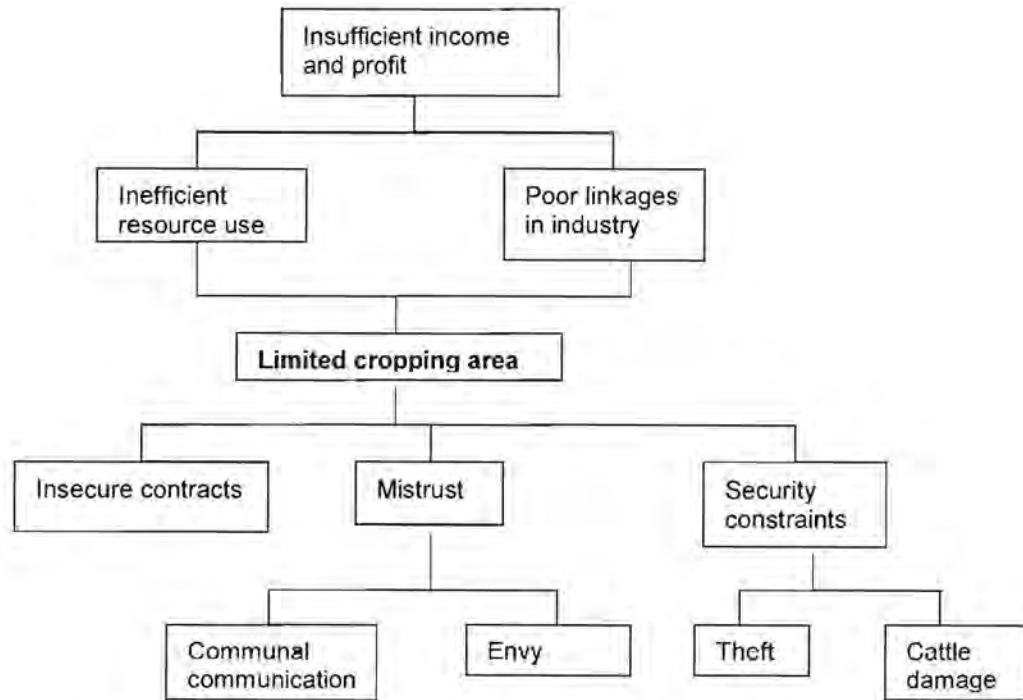 Insufficient income
and profit
Inefficient
resource use
Poor linkages
in industry
Limited cropping area
Insecure contracts
Mistrust
Security
constraints
Communal
communication
Envy
Theft
Cattle
damage